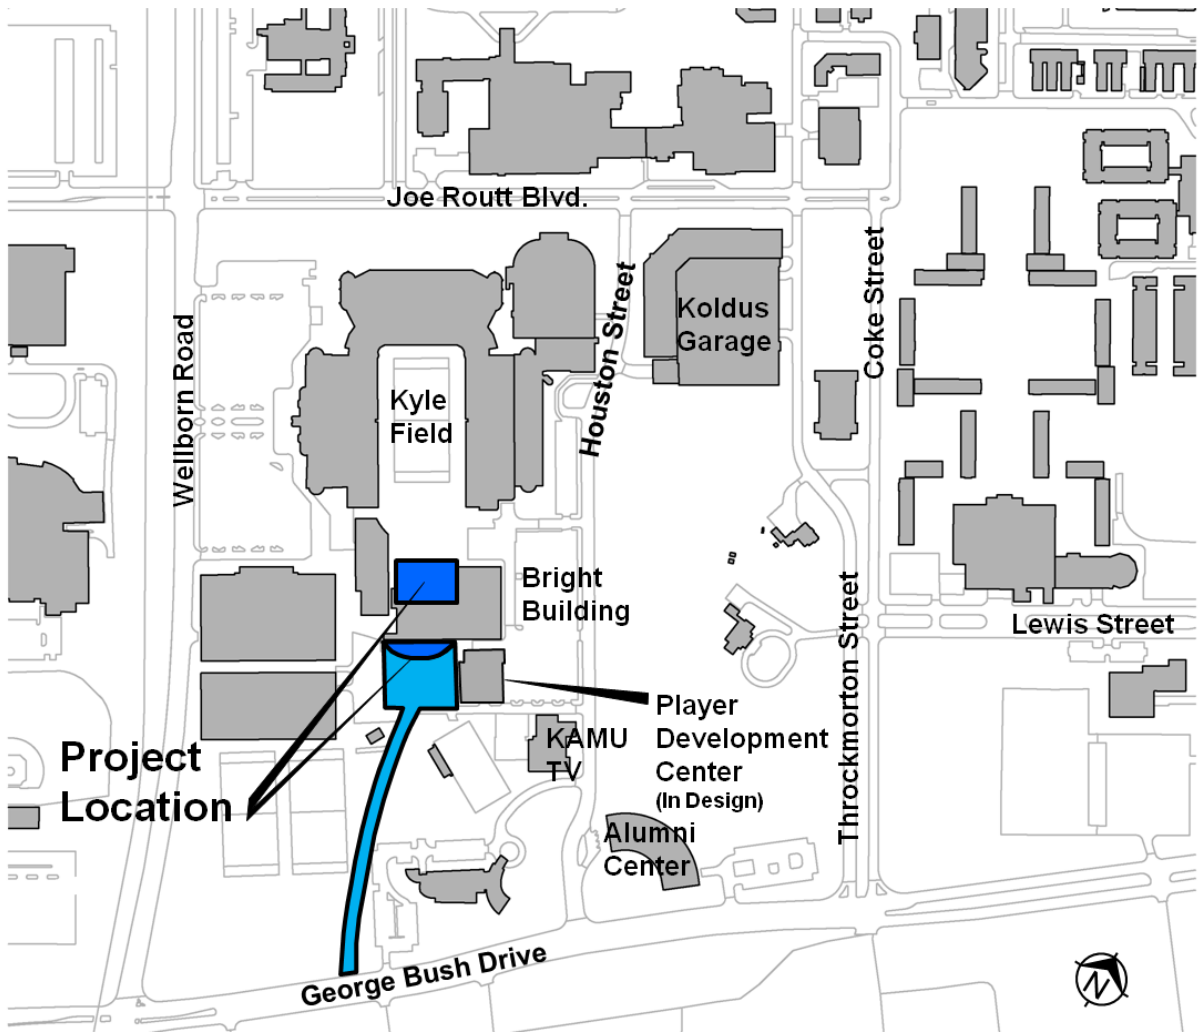 Joe Routt Blvd.
Wellborn Road
Kyle
Field
Houston Street
Koldus
Garage
Coke Street
Bright
Building
Lewis Street
Throckmorton Street
Player
Development
Center
(In Design)
KAMU
TV
Project
Location
Alumni
Center
George Bush Drive
N